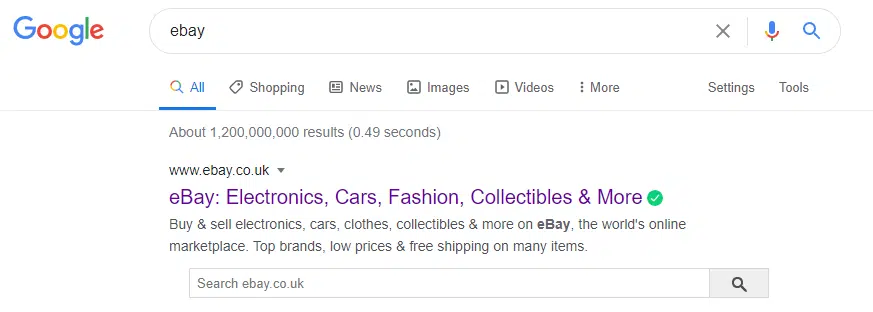 Google
ebay
All Shopping News Images Videos More Settings Tools
About 1,200,000,000 results (0.49 seconds)
www.ebay.co.uk
eBay: Electronics, Cars, Fashion, Collectibles & More
Buy & sell electronics, cars, clothes, collectibles & more on eBay, the world's online
marketplace. Top brands, low prices & free shipping on many items.
Search ebay.co.uk